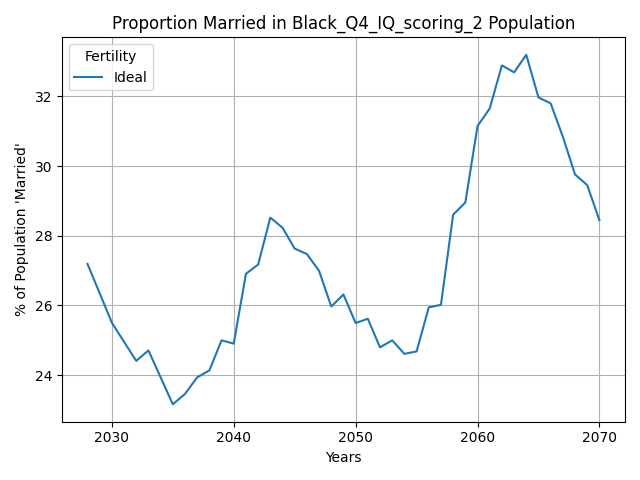 Proportion Married in Black_Q4_IQ_scoring_2 Population
Fertility
Ideal
% of Population 'Married'
32
30
28
26
24
2030 2040 2050 2060 2070
Years